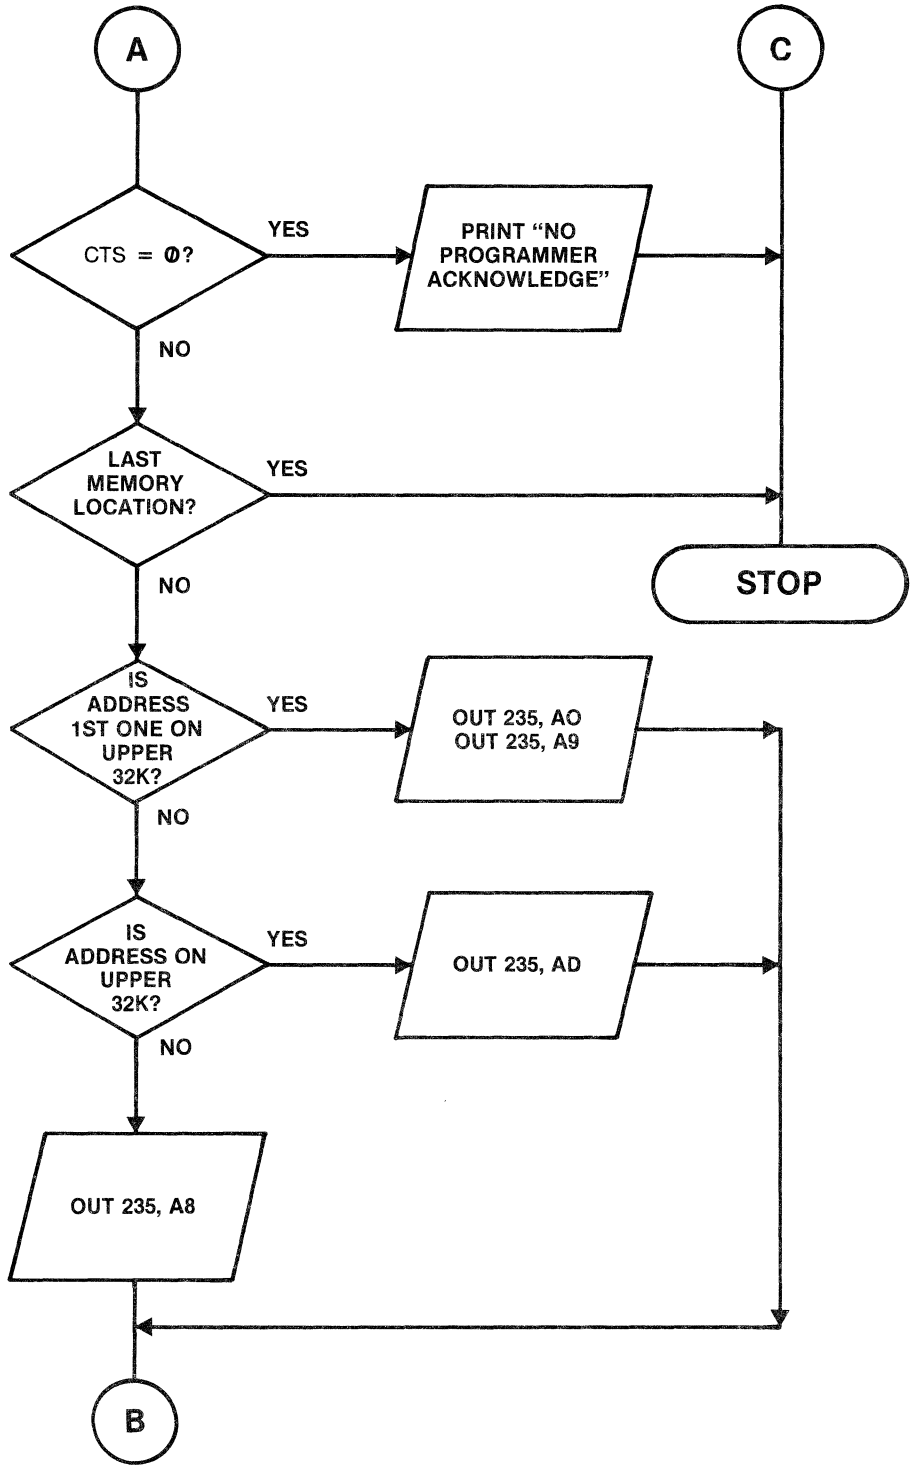 A
C
CTS = 0?
YES
PRINT “NO
PROGRAMMER
ACKNOWLEDGE”
NO
LAST
MEMORY
LOCATION?
YES
STOP
NO
IS
ADDRESS
1ST ONE ON
UPPER
32K?
YES
OUT 235, AO
OUT 235, A9
NO
IS
ADDRESS ON
UPPER
32K?
YES
OUT 235, AD
NO
OUT 235, A8
B